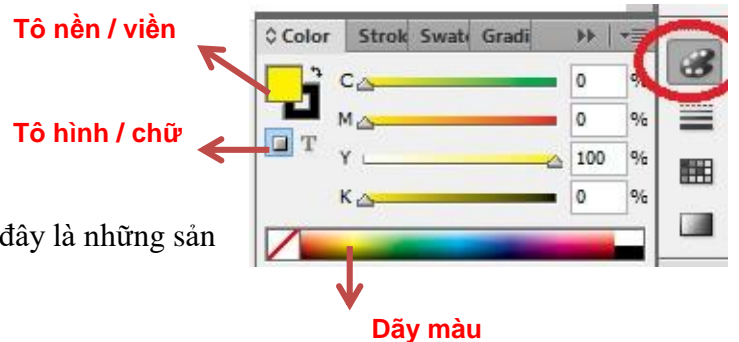 Tô nền / viền
Color Strok Swat Gradi
C 0 %
Tô hình / chữ
M 0 %
T
Y 100 %
K 0 %
đây là những sản
Dãy màu